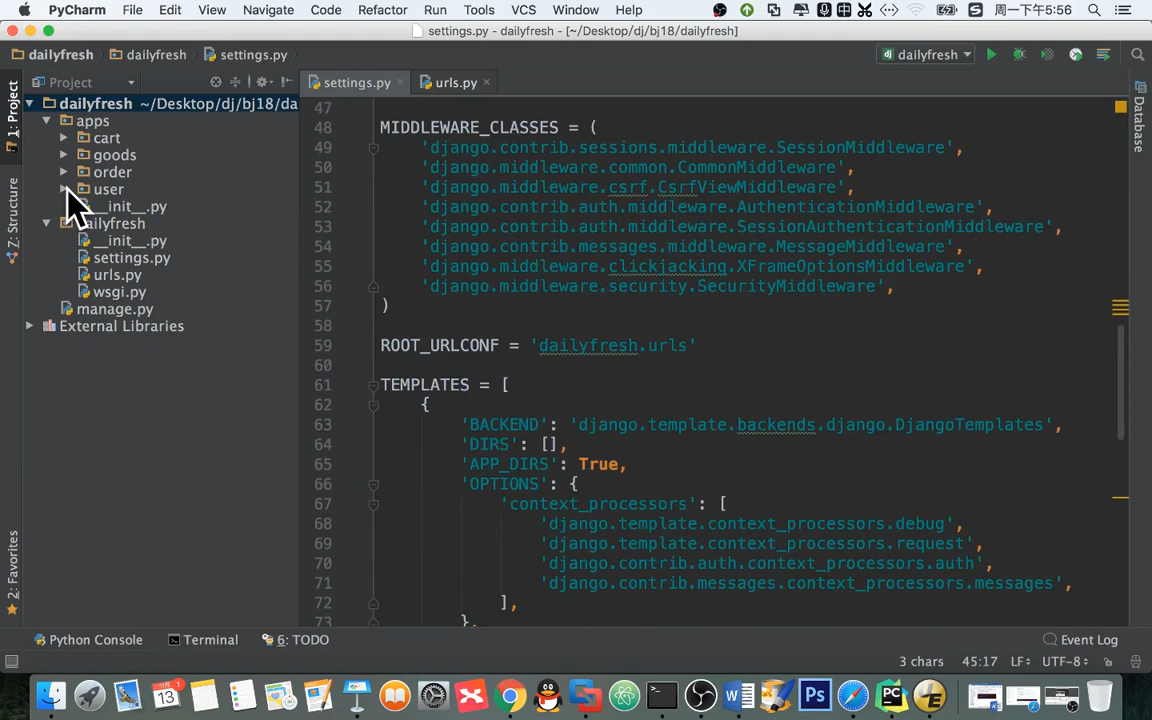 PyCharm File Edit View Navigate Code Refactor Run Tools VCS Window Help 周一下午5:56
settings.py - dailyfresh - [~/Desktop/dj/bj18/dailyfresh]
dailyfresh dailyfresh settings.py dj dailyfresh
Project settings.py urls.py
1: Project
7: Structure
2: Favorites
Database
dailyfresh ~/Desktop/dj/bj18/da
apps
cart
goods
order
user
__init__.py
dailyfresh
__init__.py
settings.py
urls.py
wsgi.py
manage.py
External Libraries
47
48 MIDDLEWARE_CLASSES = (
49 'django.contrib.sessions.middleware.SessionMiddleware',
50 'django.middleware.common.CommonMiddleware',
51 'django.middleware.csrf.CsrfViewMiddleware',
52 'django.contrib.auth.middleware.AuthenticationMiddleware',
53 'django.contrib.auth.middleware.SessionAuthenticationMiddleware',
54 'django.contrib.messages.middleware.MessageMiddleware',
55 'django.middleware.clickjacking.XFrameOptionsMiddleware',
56 'django.middleware.security.SecurityMiddleware',
57 )
58
59 ROOT_URLCONF = 'dailyfresh.urls'
60
61 TEMPLATES = [
62 {
63 'BACKEND': 'django.template.backends.django.DjangoTemplates',
64 'DIRS': [],
65 'APP_DIRS': True,
66 'OPTIONS': {
67 'context_processors': [
68 'django.template.context_processors.debug',
69 'django.template.context_processors.request',
70 'django.contrib.auth.context_processors.auth',
71 'django.contrib.messages.context_processors.messages',
72 ],
73 },
Python Console Terminal 6: TODO Event Log
3 chars 45:17 LF UTF-8
13 1 Ps PC